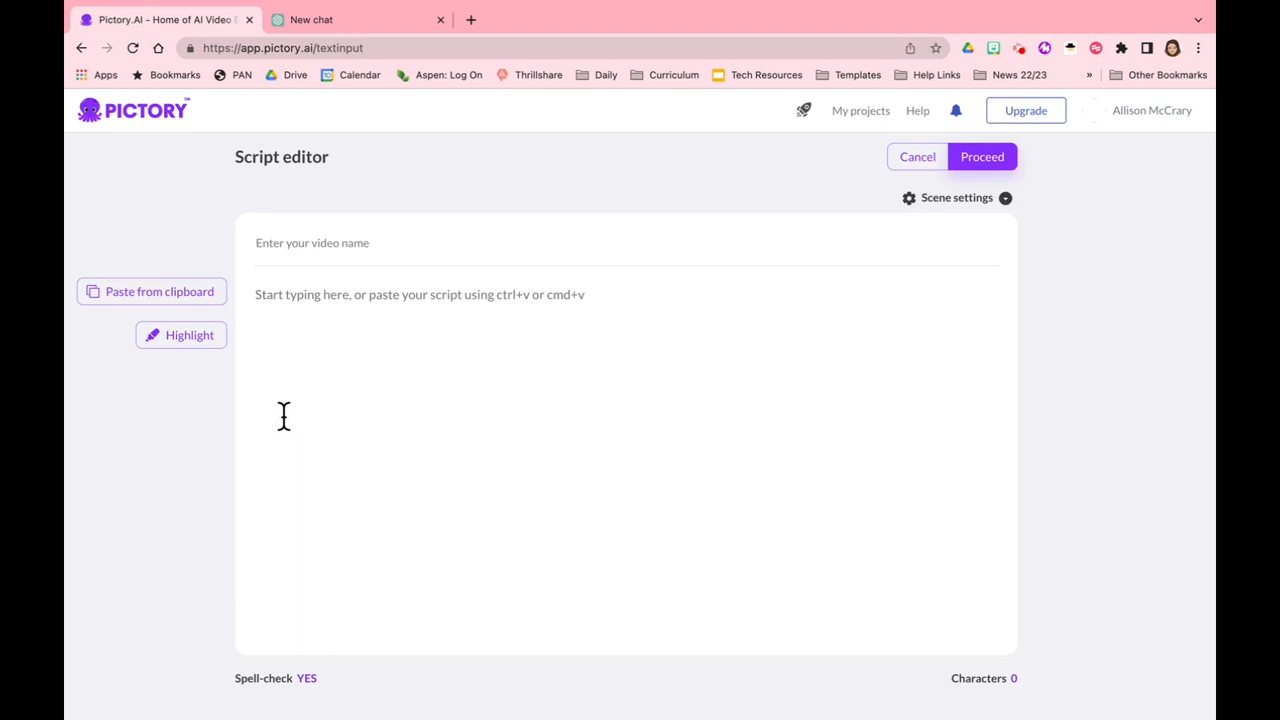 Pictory.AI – Home of AI Video E
New chat
https://app.pictory.ai/textinput
Apps Bookmarks PAN Drive Calendar Aspen: Log On Thrillshare Daily Curriculum Tech Resources Templates Help Links News 22/23 » Other Bookmarks
PICTORY™ My projects Help Upgrade Allison McCrary
Script editor Cancel Proceed
Scene settings
Enter your video name
Paste from clipboard
Start typing here, or paste your script using ctrl+v or cmd+v
Highlight
Spell-check YES Characters 0